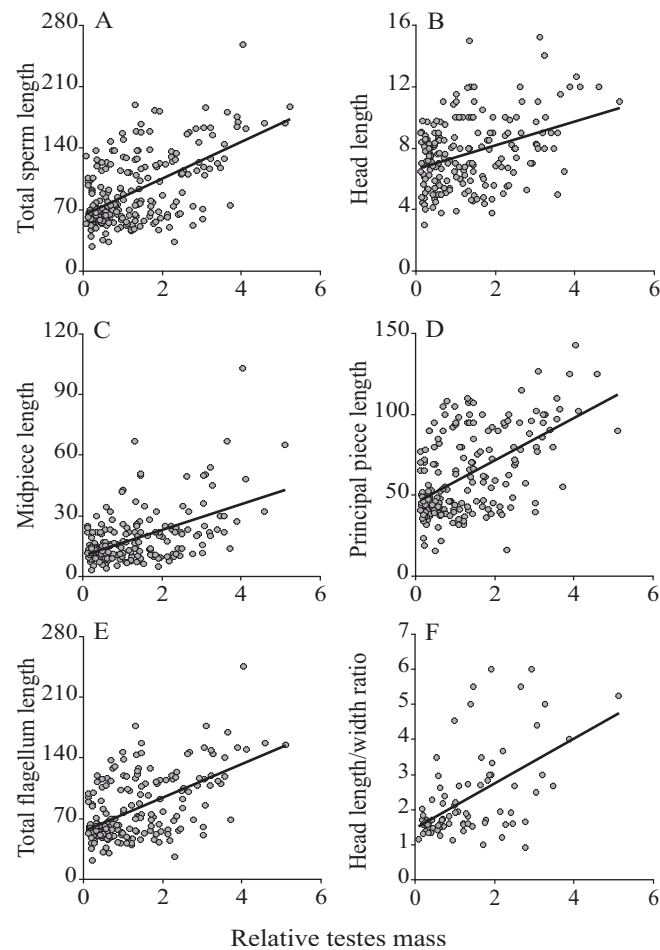 A
Total sperm length
280
210
140
70
0
0 2 4 6
B
Head length
16
12
8
4
0
0 2 4 6
C
Midpiece length
120
90
60
30
0
0 2 4 6
D
Principal piece length
150
100
50
0
0 2 4 6
E
Total flagellum length
280
210
140
70
0
0 2 4 6
F
Head length/width ratio
7
6
5
4
3
2
1
0
0 2 4 6
Relative testes mass